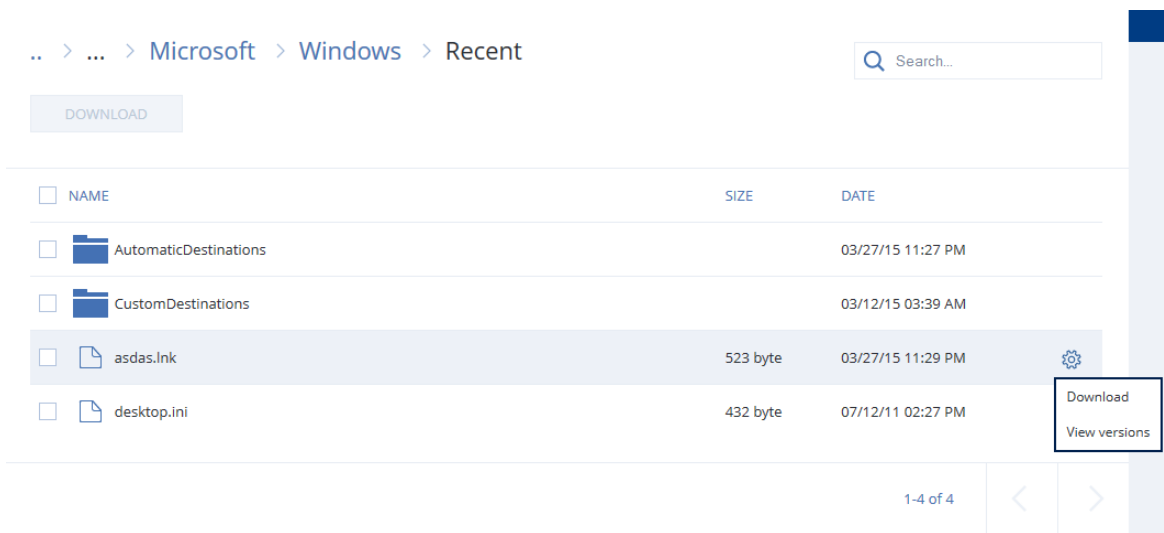 .. > ... > Microsoft > Windows > Recent
Search...
DOWNLOAD
NAME SIZE DATE
AutomaticDestinations 03/27/15 11:27 PM
CustomDestinations 03/12/15 03:39 AM
asdas.lnk 523 byte 03/27/15 11:29 PM
desktop.ini 432 byte 07/12/11 02:27 PM
Download
View versions
1-4 of 4